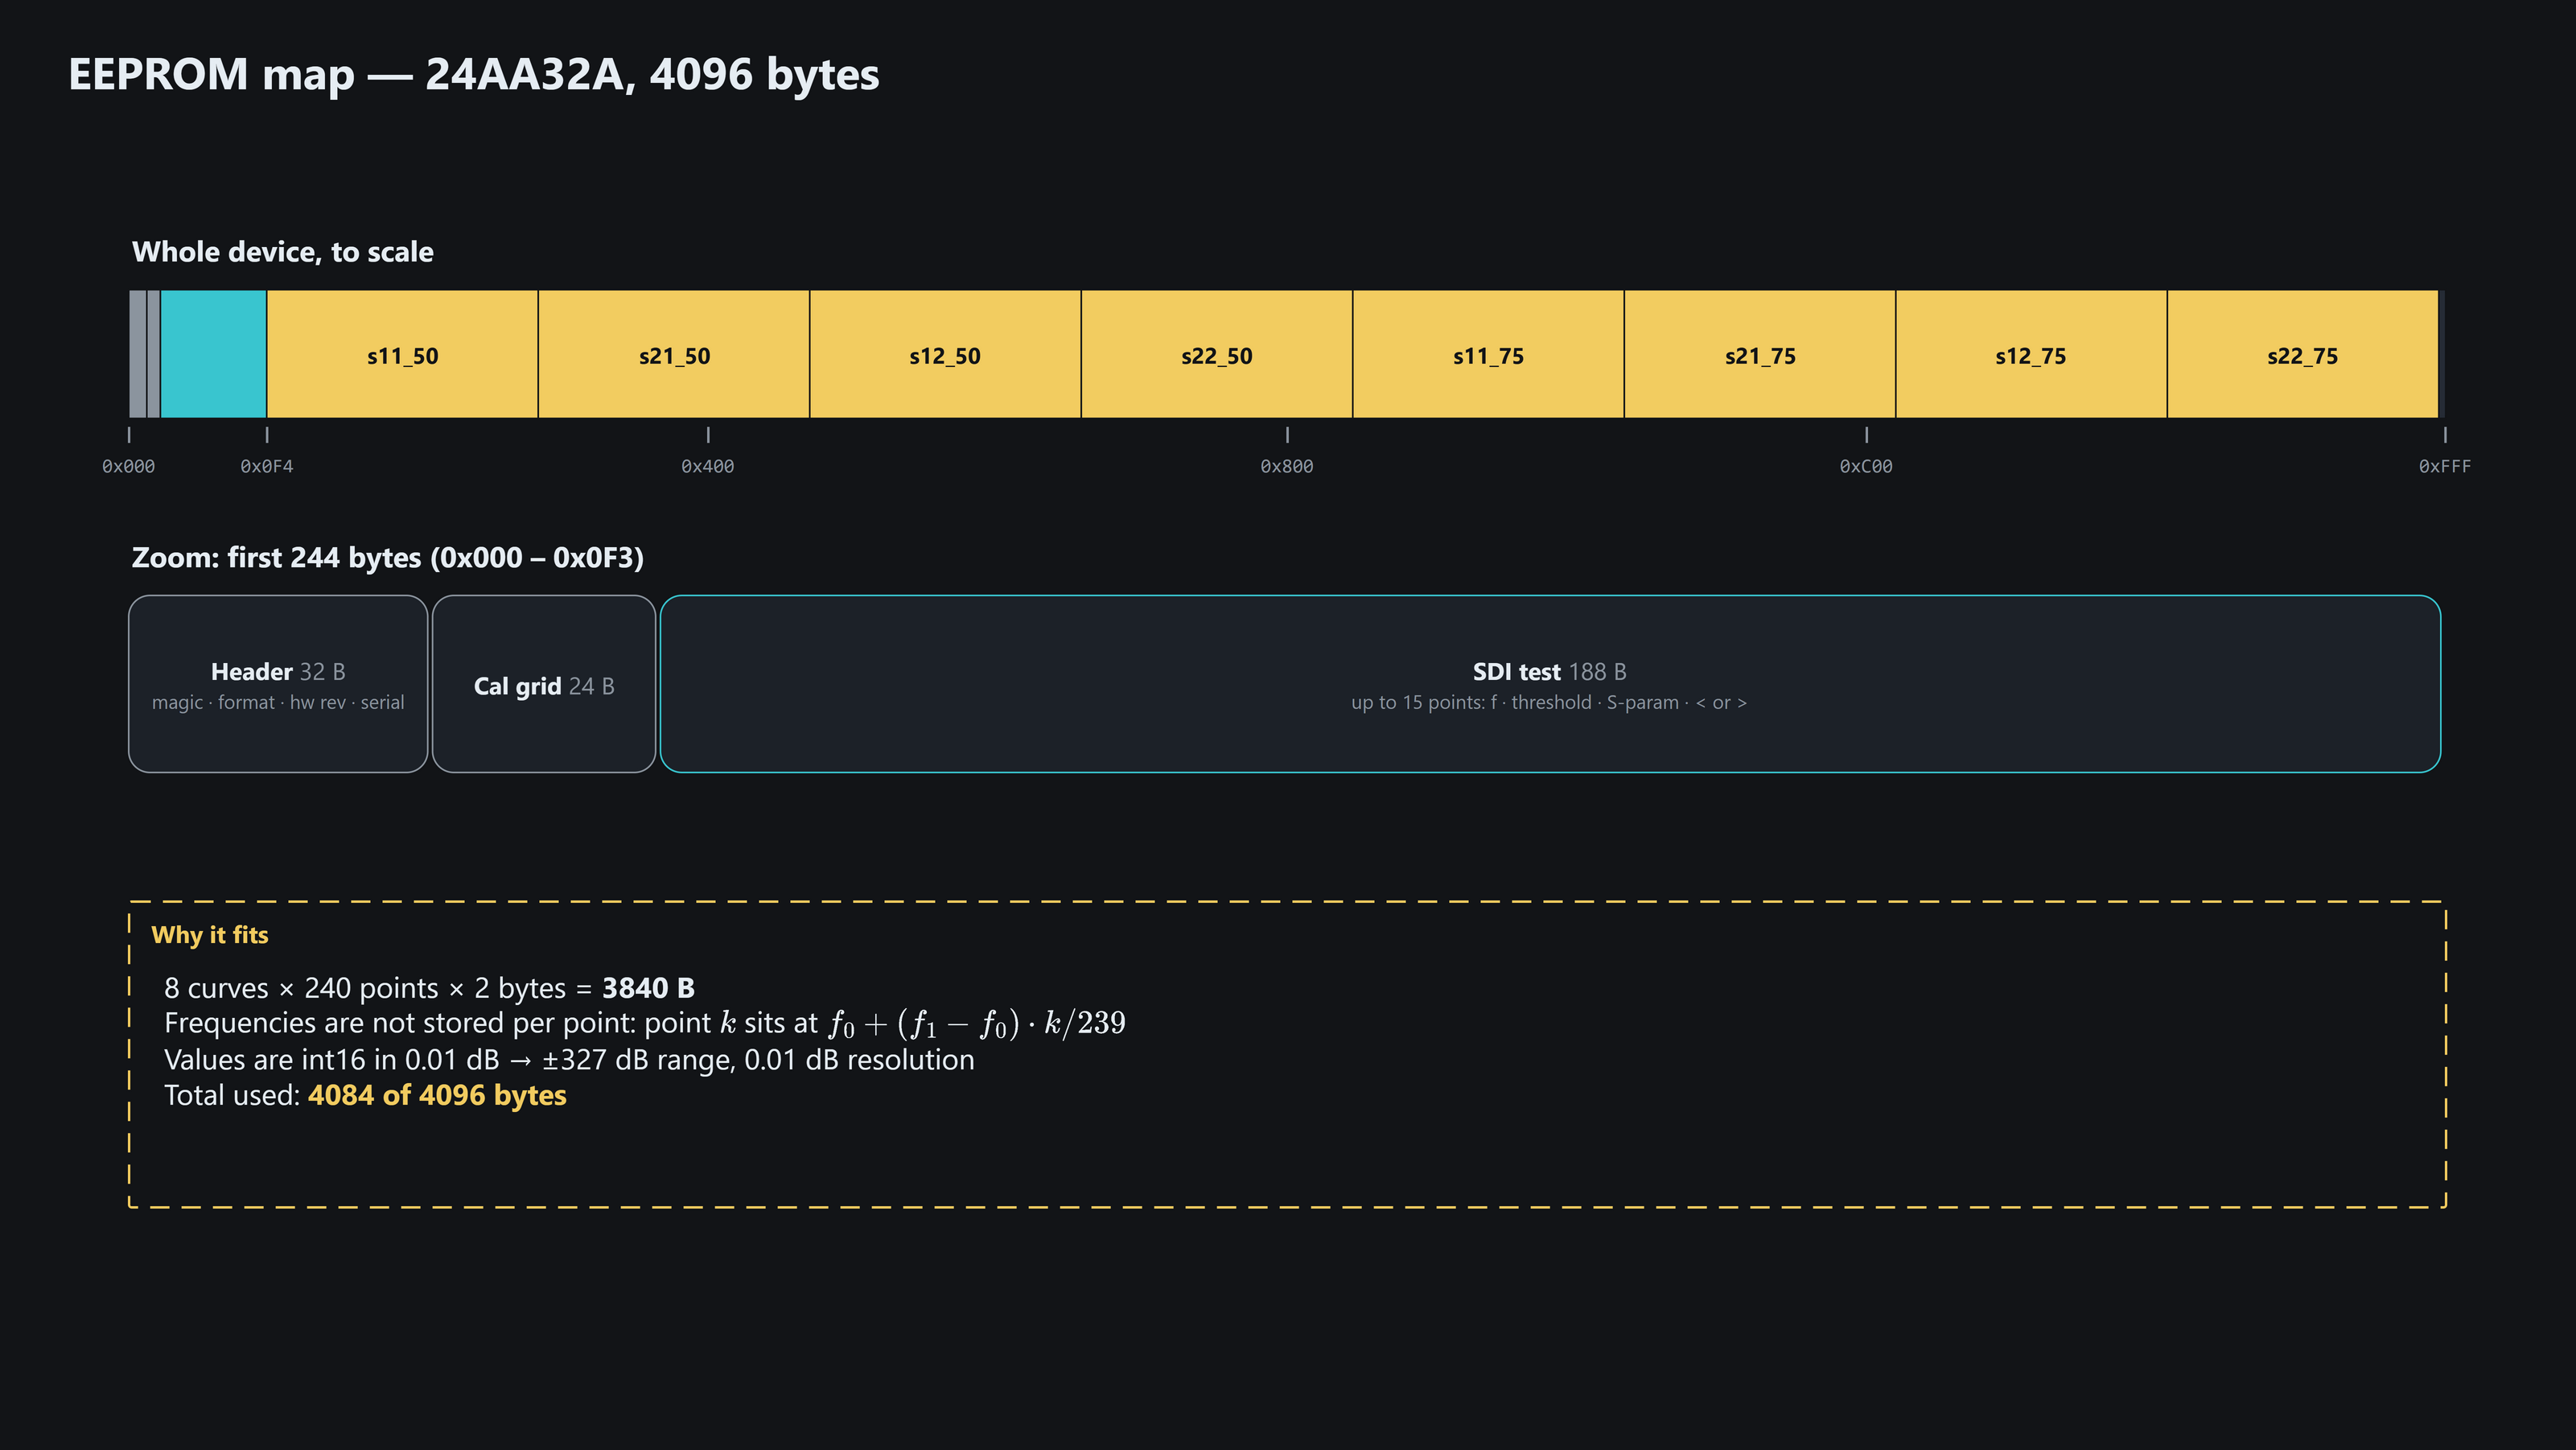 EEPROM map — 24AA32A, 4096 bytes
Whole device, to scale
s11_50 s21_50 s12_50 s22_50 s11_75 s21_75 s12_75 s22_75
0x000 0x0F4 0x400 0x800 0xC00 0xFFF
Zoom: first 244 bytes (0x000 – 0x0F3)
Header 32 B
magic · format · hw rev · serial
Cal grid 24 B
SDI test 188 B
up to 15 points: f · threshold · S-param · < or >
Why it fits
8 curves × 240 points × 2 bytes = 3840 B
Frequencies are not stored per point: point k sits at f₀ + (f₁ − f₀) · k/239
Values are int16 in 0.01 dB → ±327 dB range, 0.01 dB resolution
Total used: 4084 of 4096 bytes